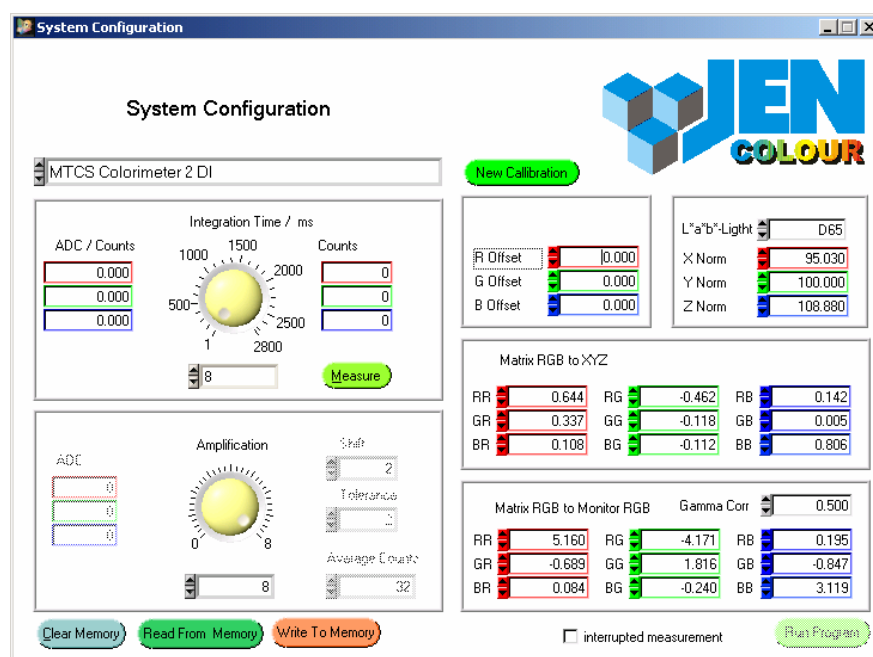 System Configuration
System Configuration
JEN
COLOUR
MTCS Colorimeter 2 DI
New Callibration
Integration Time / ms
ADC / Counts
Counts
1000 1500 2000
500 2500
1 2800
0.000 0
0.000 0
0.000 0
8
Measure
R Offset 0.000
G Offset 0.000
B Offset 0.000
L*a*b*-Ligtht D65
X Norm 95.030
Y Norm 100.000
Z Norm 108.880
Matrix RGB to XYZ
RR 0.644 RG -0.462 RB 0.142
GR 0.337 GG -0.118 GB 0.005
BR 0.108 BG -0.112 BB 0.806
Amplification
ADC
0
0
0
0 8
8
Shift
2
Tolerance
Average Counts
32
Matrix RGB to Monitor RGB Gamma Corr 0.500
RR 5.160 RG -4.171 RB 0.195
GR -0.689 GG 1.816 GB -0.847
BR 0.084 BG -0.240 BB 3.119
Clear Memory
Read From Memory
Write To Memory
interrupted measurement
Run Program